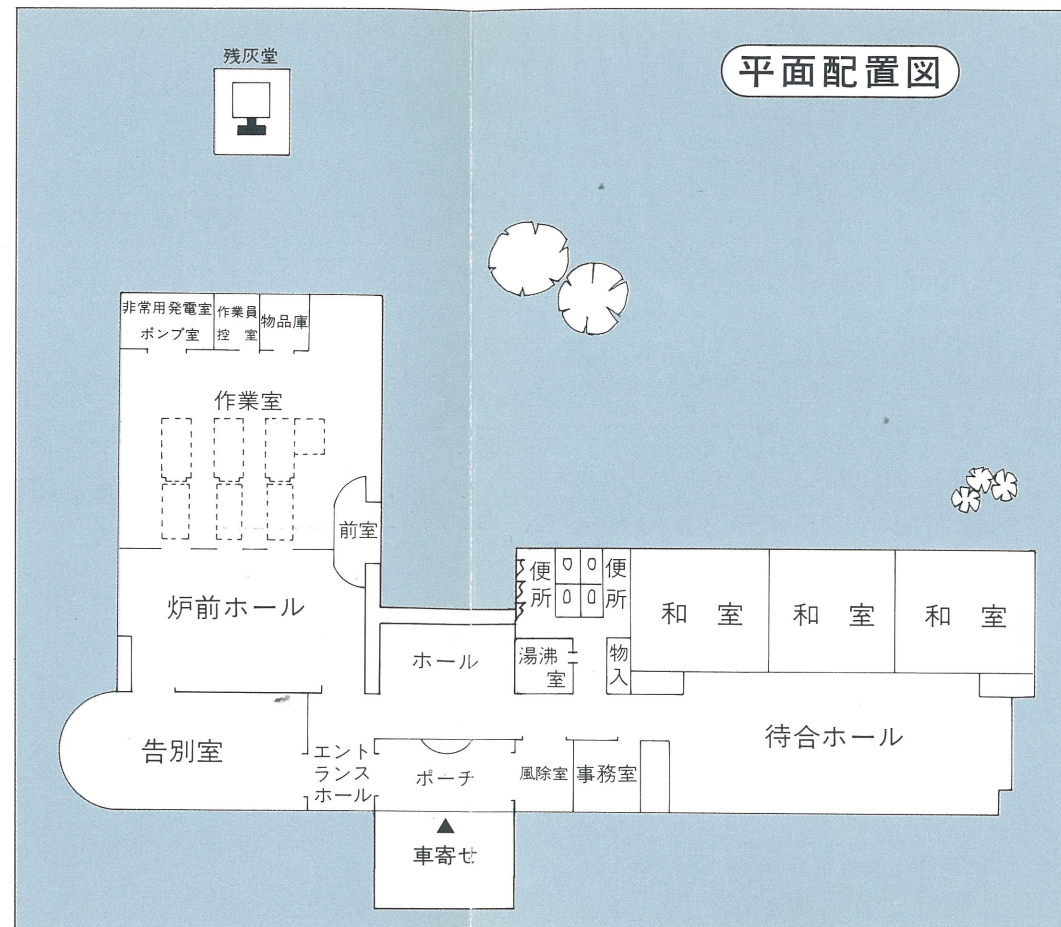 残灰堂
平面配置図
非常用発電室
ポンプ室
作業員
控 室
物品庫
作業室
前室
炉前ホール
ホール
便所
便所
湯沸
室
物入
和 室
和 室
和 室
告別室
エント
ランス
ホール
ポーチ
風除室
事務室
待合ホール
車寄せ